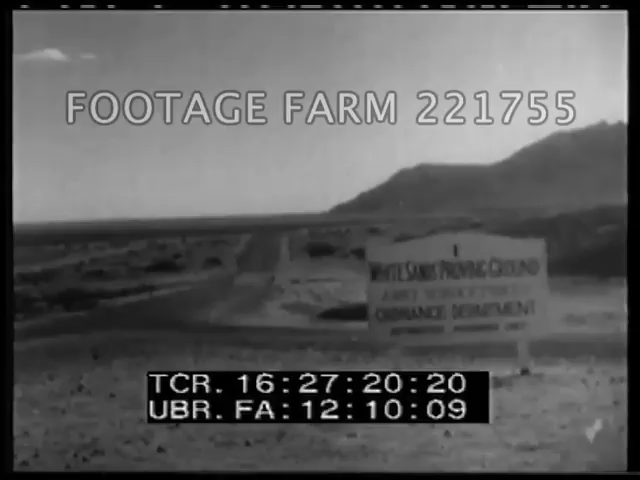 FOOTAGE FARM 221755
WHITE SANDS PROVING GROUND
ORDNANCE DEPARTMENT
TCR. 16:27:20:20
UBR. FA: 12:10:09